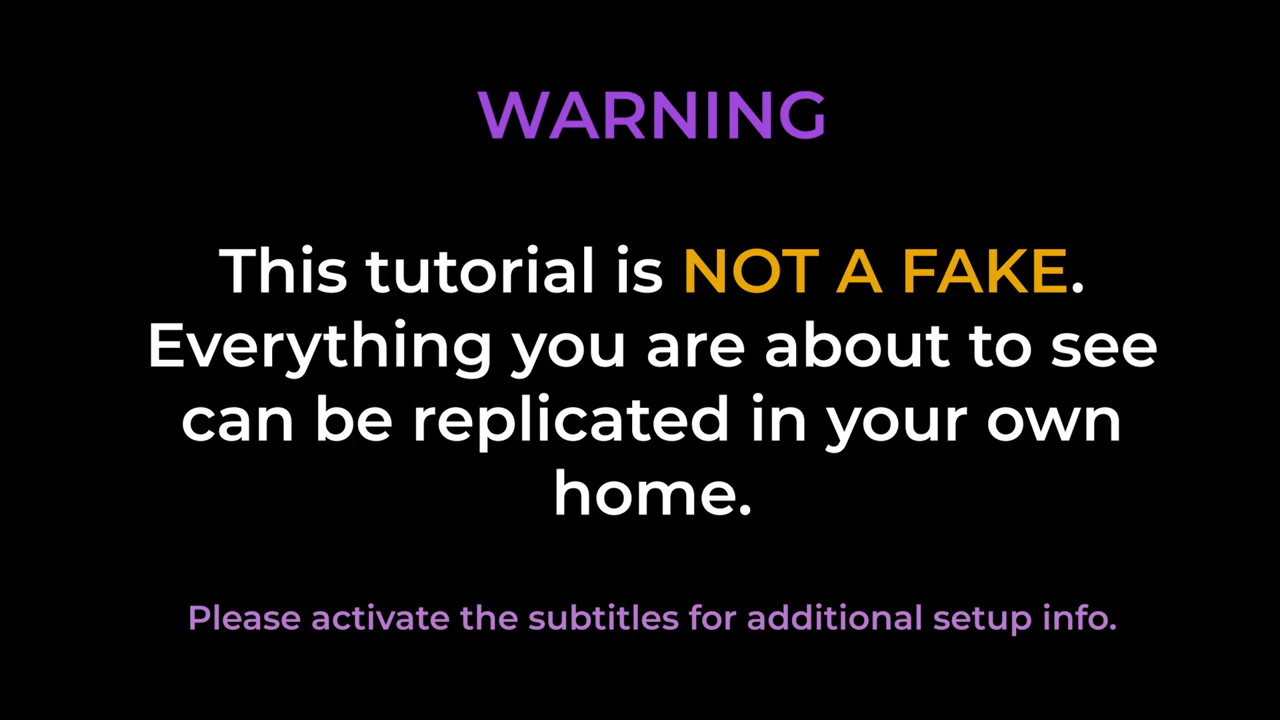 WARNING
This tutorial is NOT A FAKE.
Everything you are about to see
can be replicated in your own
home.
Please activate the subtitles for additional setup info.